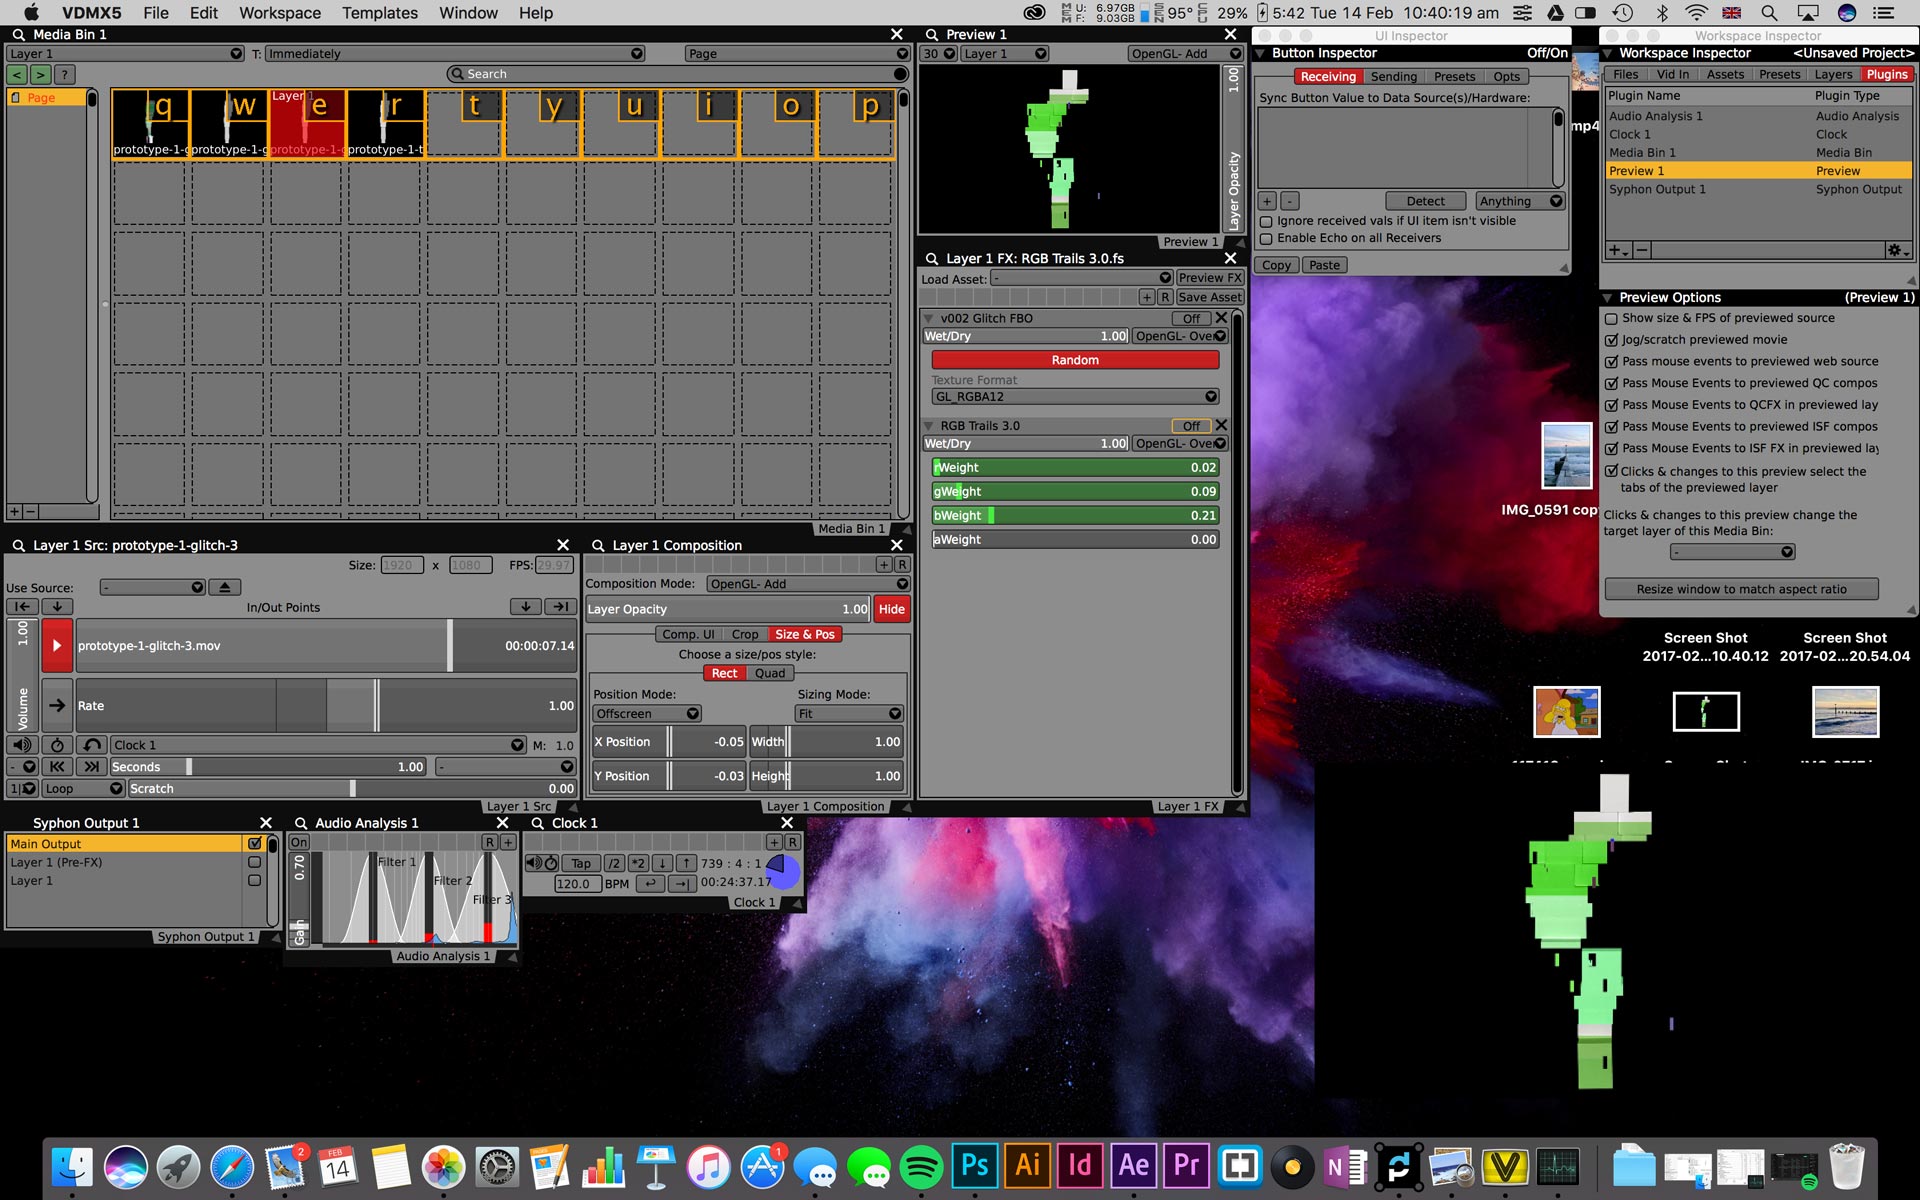 VDMX5 File Edit Workspace Templates Window Help
U: 6.97GB F: 9.03GB 95° 29% 5:42 Tue 14 Feb 10:40:19 am
Media Bin 1
Layer 1 T: Immediately Page
< > ? Search
Page
Layer 1
q w e r t y u i o p
prototype-1-g prototype-1-g prototype-1-g prototype-1-t
+ -
Media Bin 1
Preview 1
30 Layer 1 OpenGL- Add
1.00
Layer Opacity
Preview 1
Layer 1 FX: RGB Trails 3.0.fs
Load Asset: - Preview FX
+ R Save Asset
v002 Glitch FBO Off
Wet/Dry 1.00 OpenGL- Over
Random
Texture Format
GL_RGBA12
RGB Trails 3.0 Off
Wet/Dry 1.00 OpenGL- Over
rWeight 0.02
gWeight 0.09
bWeight 0.21
aWeight 0.00
Layer 1 FX
UI Inspector
Button Inspector Off/On
Receiving Sending Presets Opts
Sync Button Value to Data Source(s)/Hardware:
+ - Detect Anything
Ignore received vals if UI item isn't visible
Enable Echo on all Receivers
Copy Paste
mp4
Workspace Inspector
Workspace Inspector <Unsaved Project>
Files Vid In Assets Presets Layers Plugins
Plugin Name Plugin Type
Audio Analysis 1 Audio Analysis
Clock 1 Clock
Media Bin 1 Media Bin
Preview 1 Preview
Syphon Output 1 Syphon Output
Preview Options (Preview 1)
Show size & FPS of previewed source
Jog/scratch previewed movie
Pass mouse events to previewed web source
Pass Mouse Events to previewed QC compos
Pass Mouse Events to QCFX in previewed lay
Pass Mouse Events to previewed ISF compos
Pass Mouse Events to ISF FX in previewed lay
Clicks & changes to this preview select the
tabs of the previewed layer
Clicks & changes to this preview change the
target layer of this Media Bin:
-
Resize window to match aspect ratio
IMG_0591 cop
Screen Shot
2017-02...10.40.12
Screen Shot
2017-02...20.54.04
Layer 1 Src: prototype-1-glitch-3
Size: 1920 x 1080 FPS: 29.97
Use Source: -
In/Out Points
1.00
Volume
prototype-1-glitch-3.mov 00:00:07.14
Rate 1.00
Clock 1 M: 1.0
- Seconds 1.00 -
Loop Scratch 0.00
Layer 1 Src
Layer 1 Composition
+ R
Composition Mode: OpenGL- Add
Layer Opacity 1.00 Hide
Comp. UI Crop Size & Pos
Choose a size/pos style:
Rect Quad
Position Mode: Sizing Mode:
Offscreen Fit
X Position -0.05 Width 1.00
Y Position -0.03 Height 1.00
Layer 1 Composition
Syphon Output 1
Main Output
Layer 1 (Pre-FX)
Layer 1
Syphon Output 1
Audio Analysis 1
On R +
0.70
Gain
Filter 1
Filter 2
Filter 3
Audio Analysis 1
Clock 1
+ R
Tap /2 *2 ↓ ↑ 739 : 4 : 1
120.0 BPM 00:24:37.17
Clock 1
2 FEB 14 1 Ps Ai Id Ae Pr N V